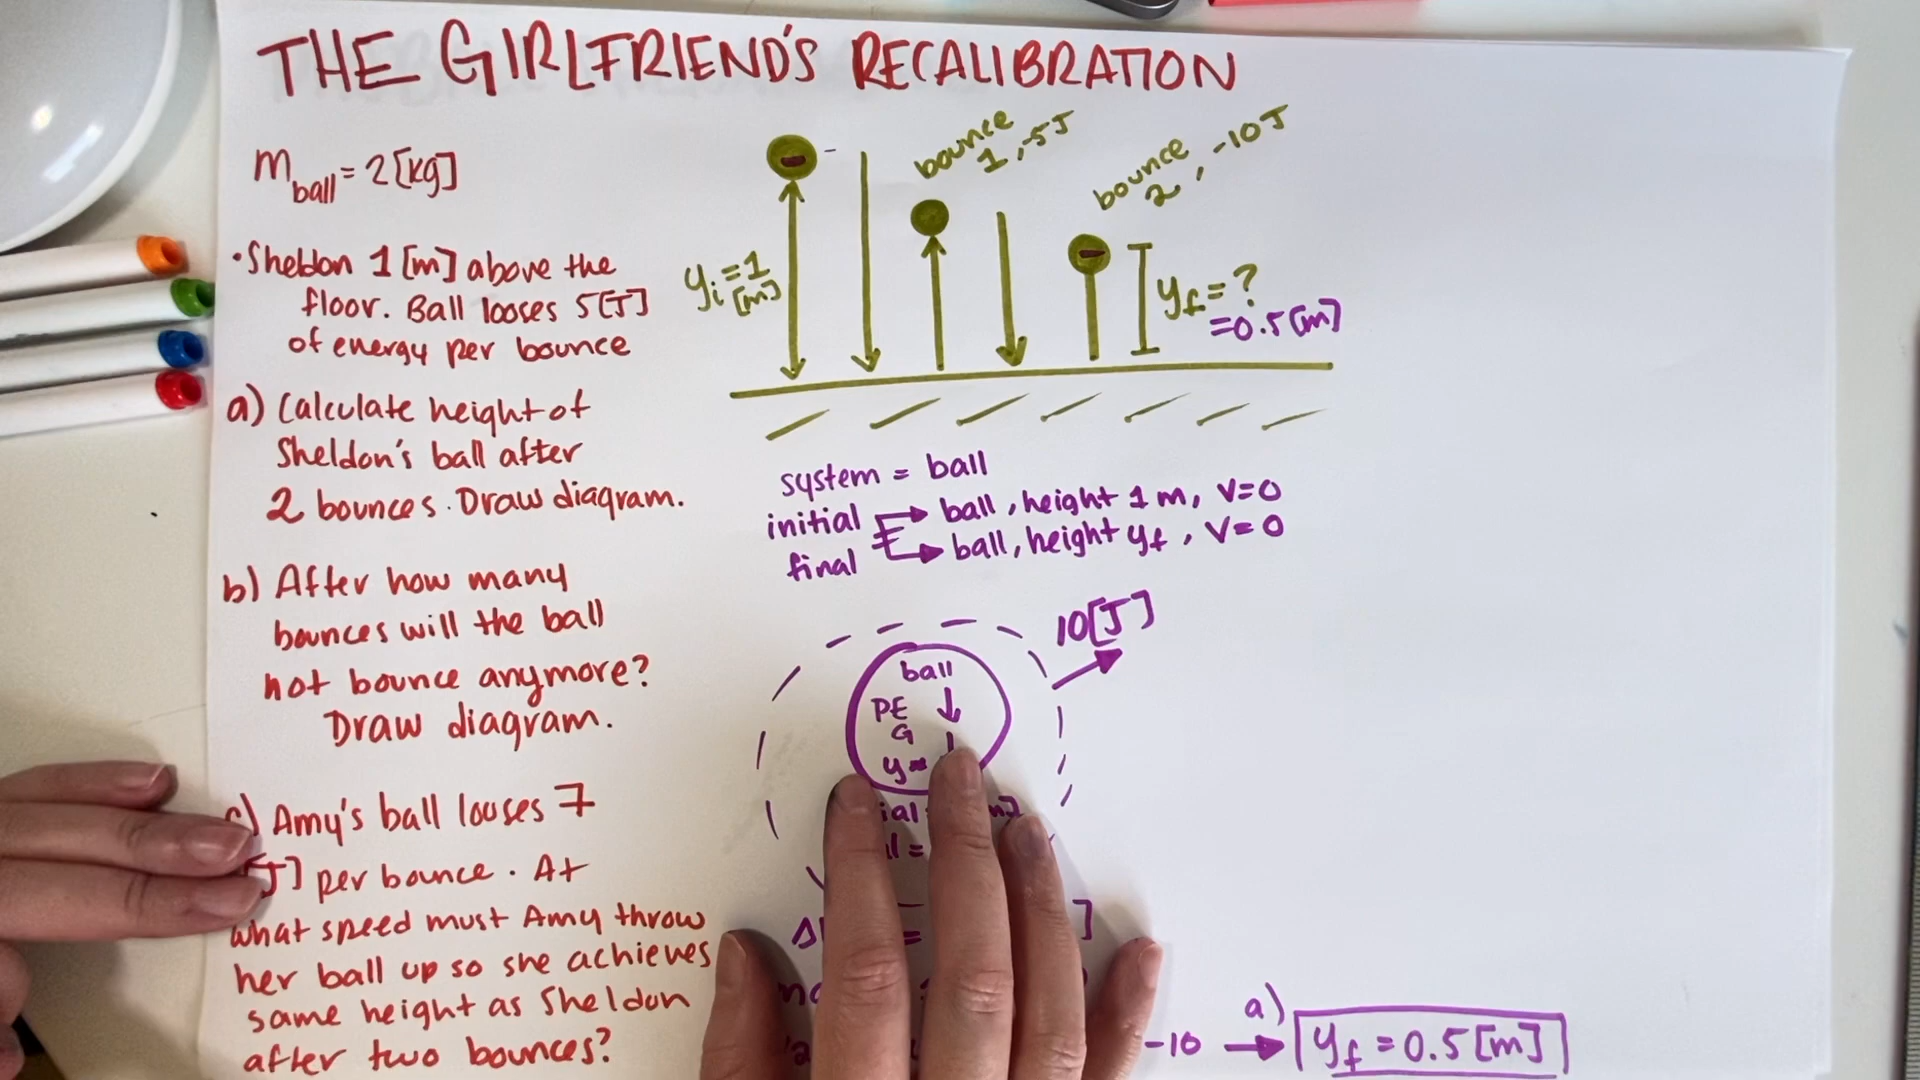 THE GIRLFRIEND'S RECALIBRATION
m ball = 2 [kg]
• Sheldon 1 [m] above the
floor. Ball looses 5 [J]
of energy per bounce
a) Calculate height of
Sheldon's ball after
2 bounces. Draw diagram.
b) After how many
bounces will the ball
not bounce anymore?
Draw diagram.
c) Amy's ball looses 7
[J] per bounce. At
what speed must Amy throw
her ball up so she achieves
same height as Sheldon
after two bounces?
bounce
1, -5J
bounce
2, -10J
yi = 1
[m]
yf = ?
= 0.5 [m]
system = ball
initial → ball, height 1 m, v=0
final → ball, height yf, v=0
10 [J]
ball
PE ↓
G
y=
-10 → a) yf = 0.5 [m]